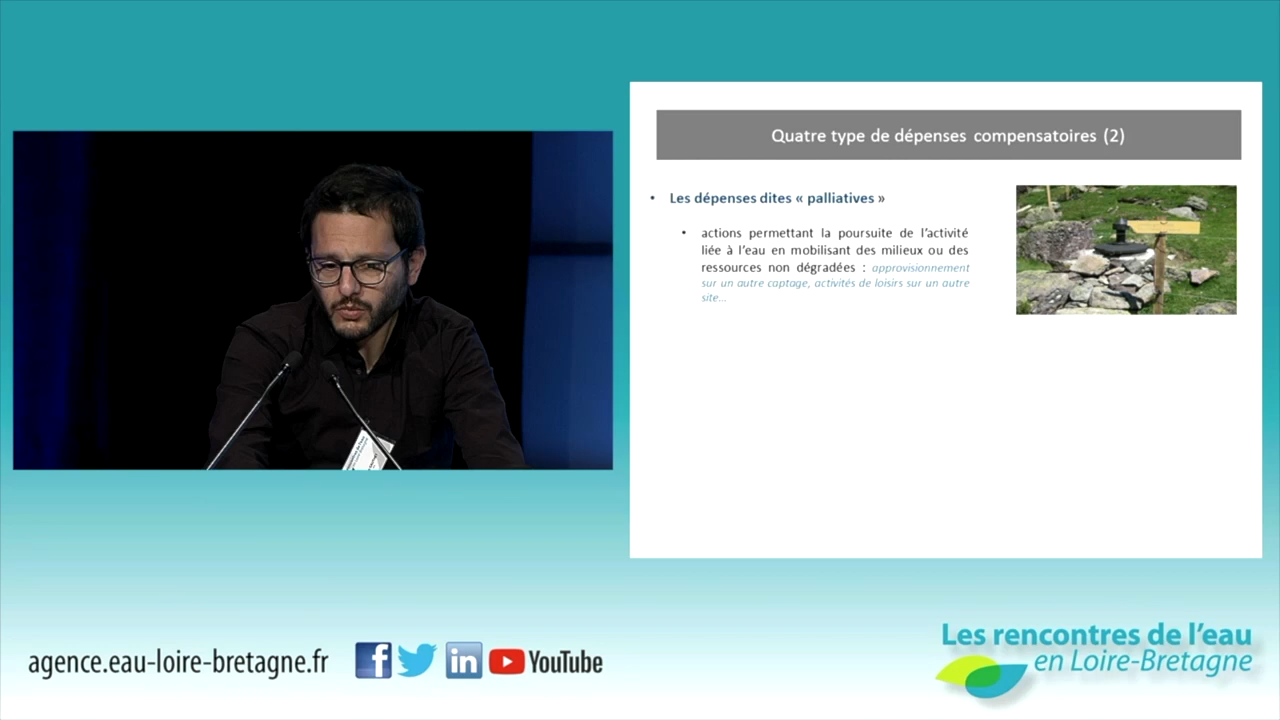 Quatre type de dépenses compensatoires (2)
• Les dépenses dites « palliatives »
• actions permettant la poursuite de l'activité
liée à l'eau en mobilisant des milieux ou des
ressources non dégradées : approvisionnement
sur un autre captage, activités de loisirs sur un autre
site...
agence.eau-loire-bretagne.fr
f
in
YouTube
Les rencontres de l'eau
en Loire-Bretagne